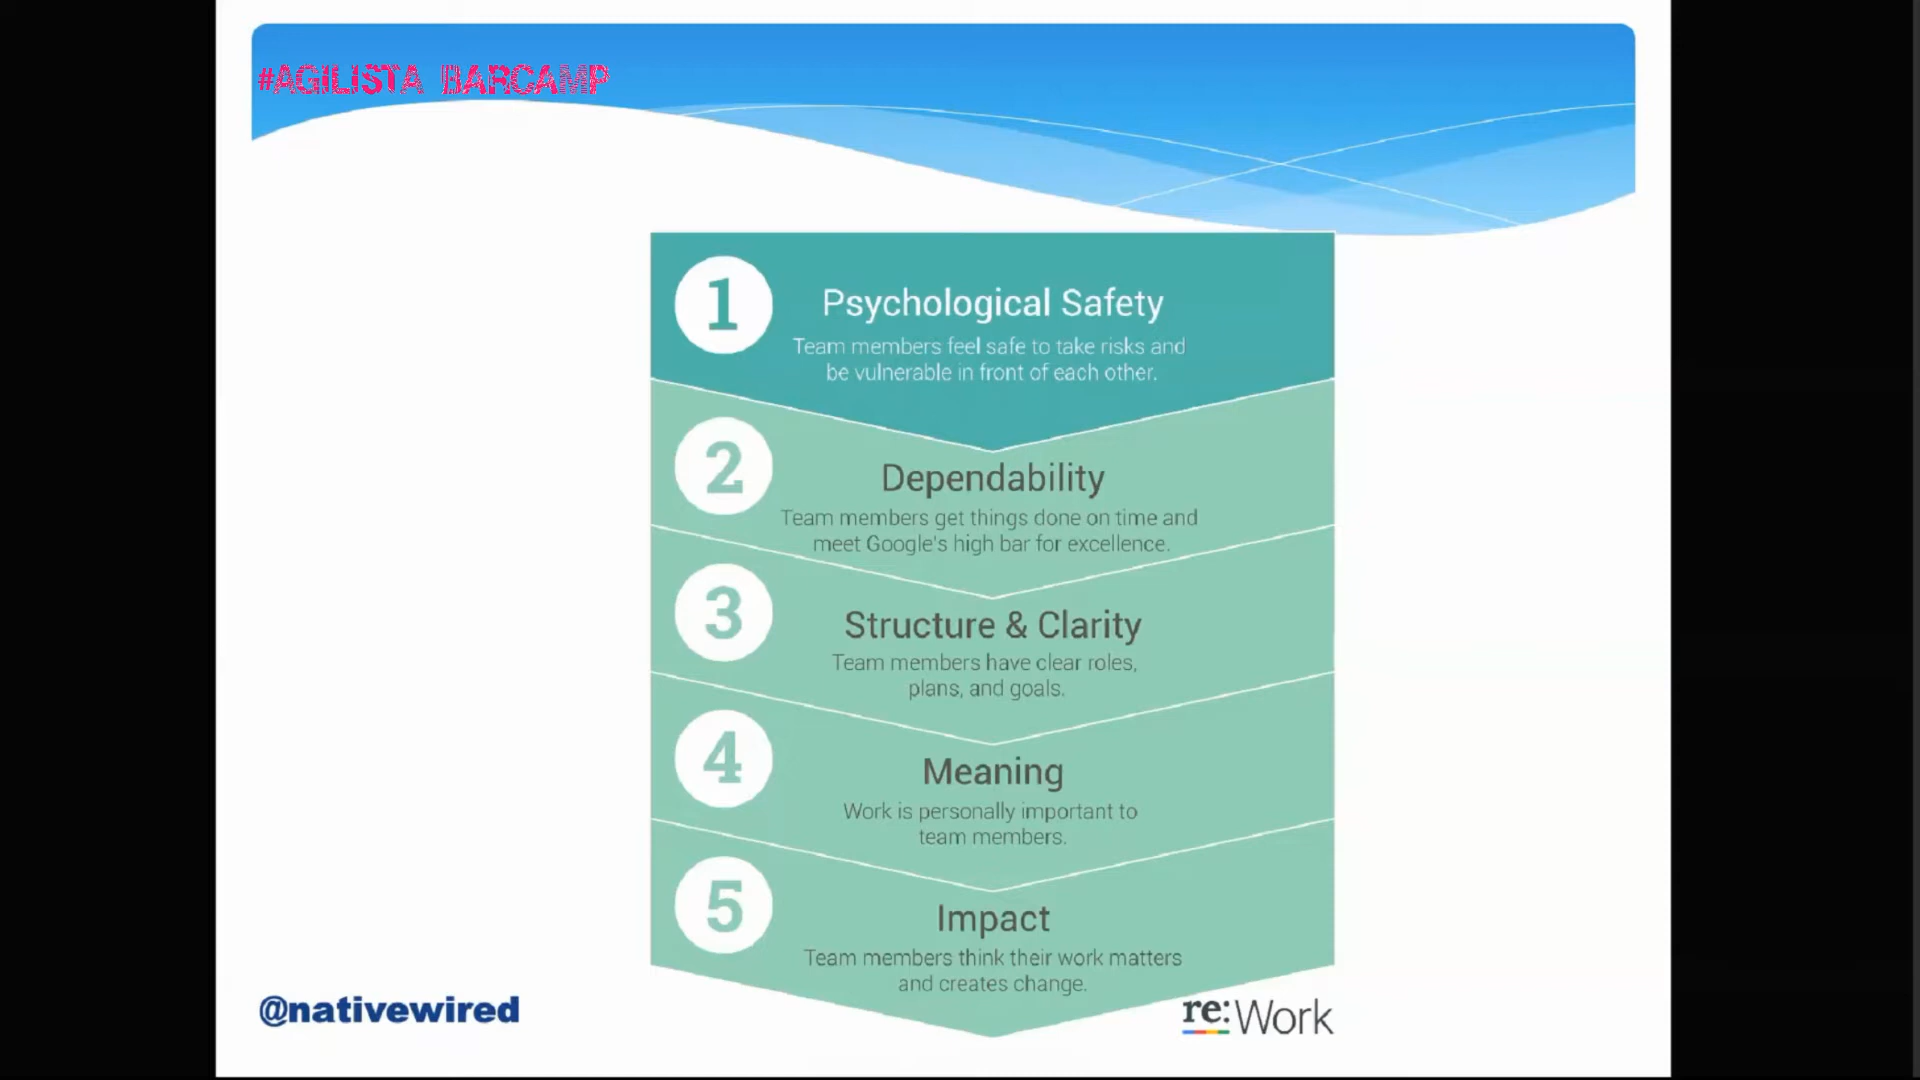 #AGILISTA BARCAMP
1
Psychological Safety
Team members feel safe to take risks and
be vulnerable in front of each other.
2
Dependability
Team members get things done on time and
meet Google's high bar for excellence.
3
Structure & Clarity
Team members have clear roles,
plans, and goals.
4
Meaning
Work is personally important to
team members.
5
Impact
Team members think their work matters
and creates change.
@nativewired
re:Work